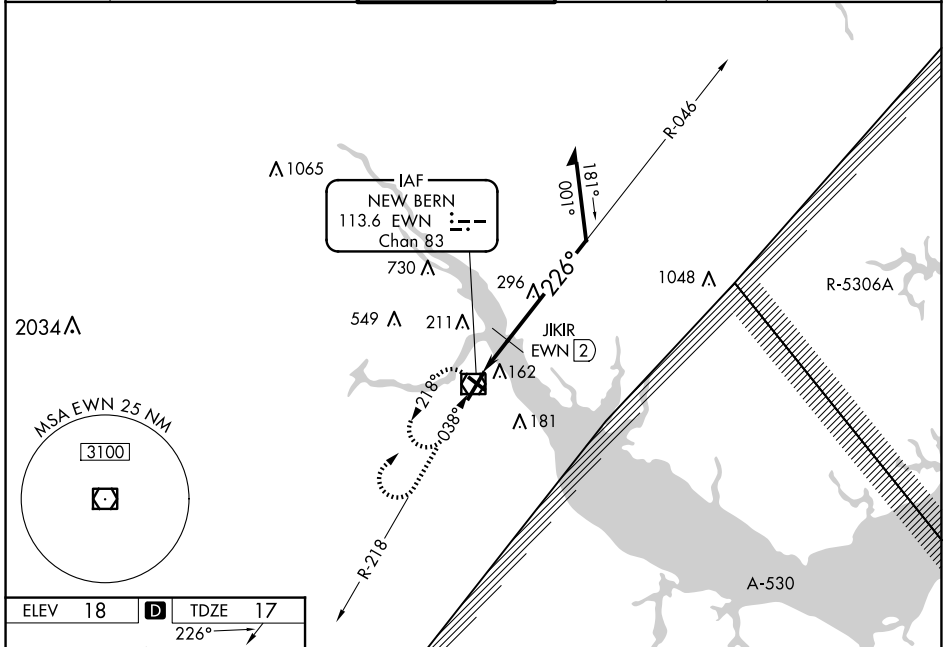 R-046
1065
IAF
NEW BERN
113.6 EWN
Chan 83
181°
001°
730
296
226°
1048
R-5306A
2034
549
211
JIKIR
EWN 2
162
218°
038°
181
MSA EWN 25 NM
3100
R-218
A-530
ELEV 18 D TDZE 17
226°